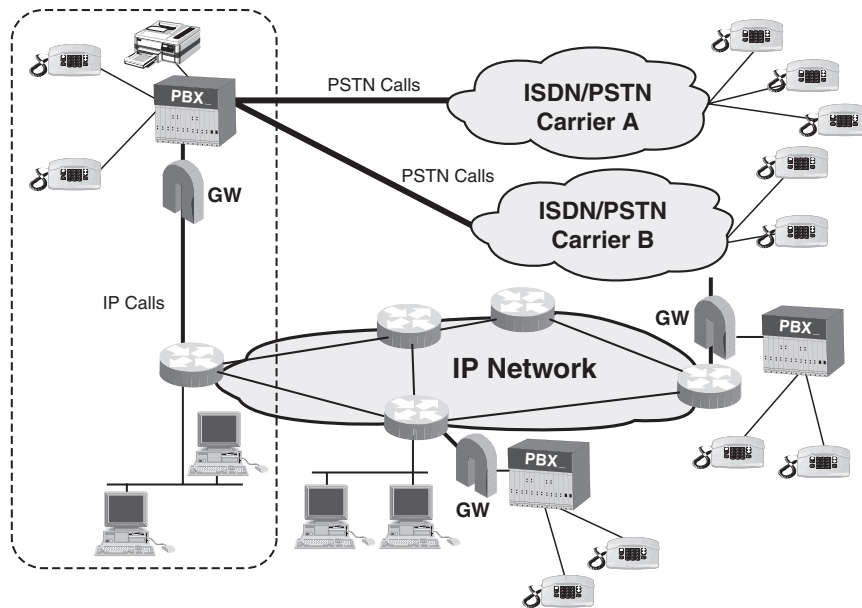 PBX_
PSTN Calls
ISDN/PSTN
Carrier A
GW
PSTN Calls
ISDN/PSTN
Carrier B
IP Calls
GW
PBX_
IP Network
PBX_
GW